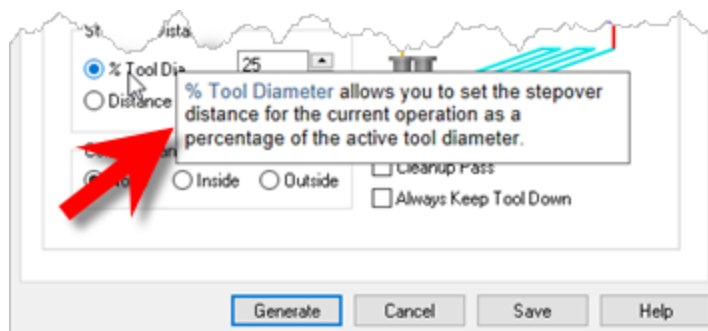 % Tool Dia 25
Distance
% Tool Diameter allows you to set the stepover
distance for the current operation as a
percentage of the active tool diameter.
Inside Outside
Cleanup Pass
Always Keep Tool Down
Generate Cancel Save Help